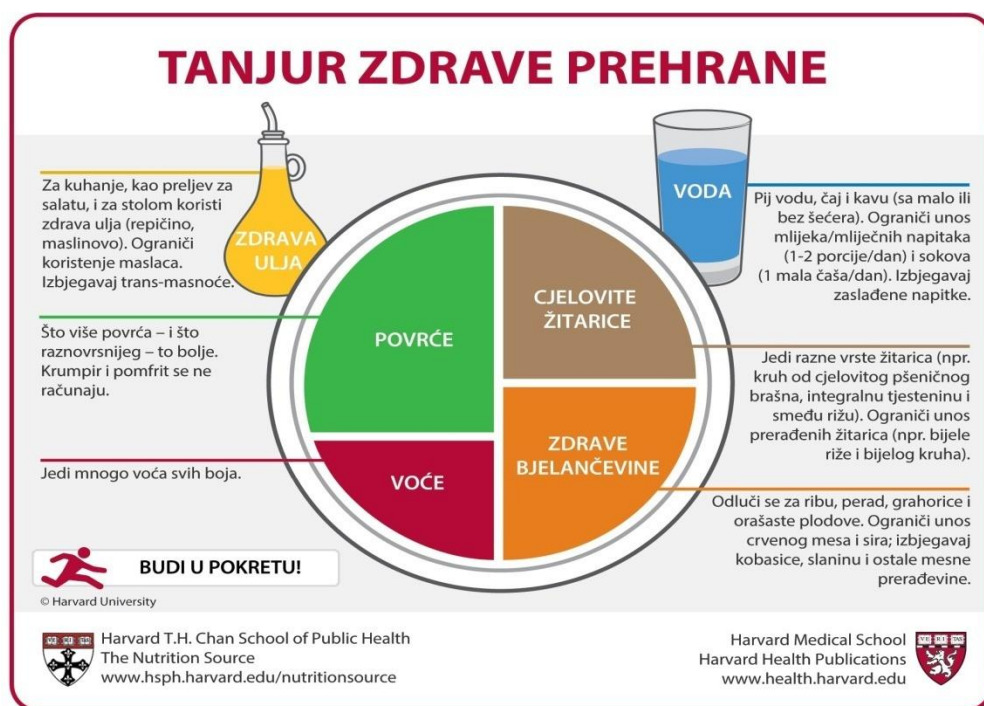 TANJUR ZDRAVE PREHRANE
Za kuhanje, kao preljev za
salatu, i za stolom koristi
zdrava ulja (repičino,
maslinovo). Ograniči
korištenje maslaca.
Izbjegavaj trans-masnoće.
ZDRAVA
ULJA
VODA
Pij vodu, čaj i kavu (sa malo ili
bez šećera). Ograniči unos
mlijeka/mliječnih napitaka
(1-2 porcije/dan) i sokova
(1 mala čaša/dan). Izbjegavaj
zaslađene napitke.
Što više povrća – i što
raznovrsnijeg – to bolje.
Krumpir i pomfrit se ne
računaju.
POVRĆE
CJELOVITE
ŽITARICE
Jedi razne vrste žitarica (npr.
kruh od cjelovitog pšeničnog
brašna, integralnu tjesteninu i
smeđu rižu). Ograniči unos
prerađenih žitarica (npr. bijele
riže i bijelog kruha).
Jedi mnogo voća svih boja.
VOĆE
ZDRAVE
BJELANČEVINE
Odluči se za ribu, perad, grahorice i
orašaste plodove. Ograniči unos
crvenog mesa i sira; izbjegavaj
kobasice, slaninu i ostale mesne
prerađevine.
BUDI U POKRETU!
© Harvard University
Harvard T.H. Chan School of Public Health
The Nutrition Source
www.hsph.harvard.edu/nutritionsource
Harvard Medical School
Harvard Health Publications
www.health.harvard.edu
VE RI TAS